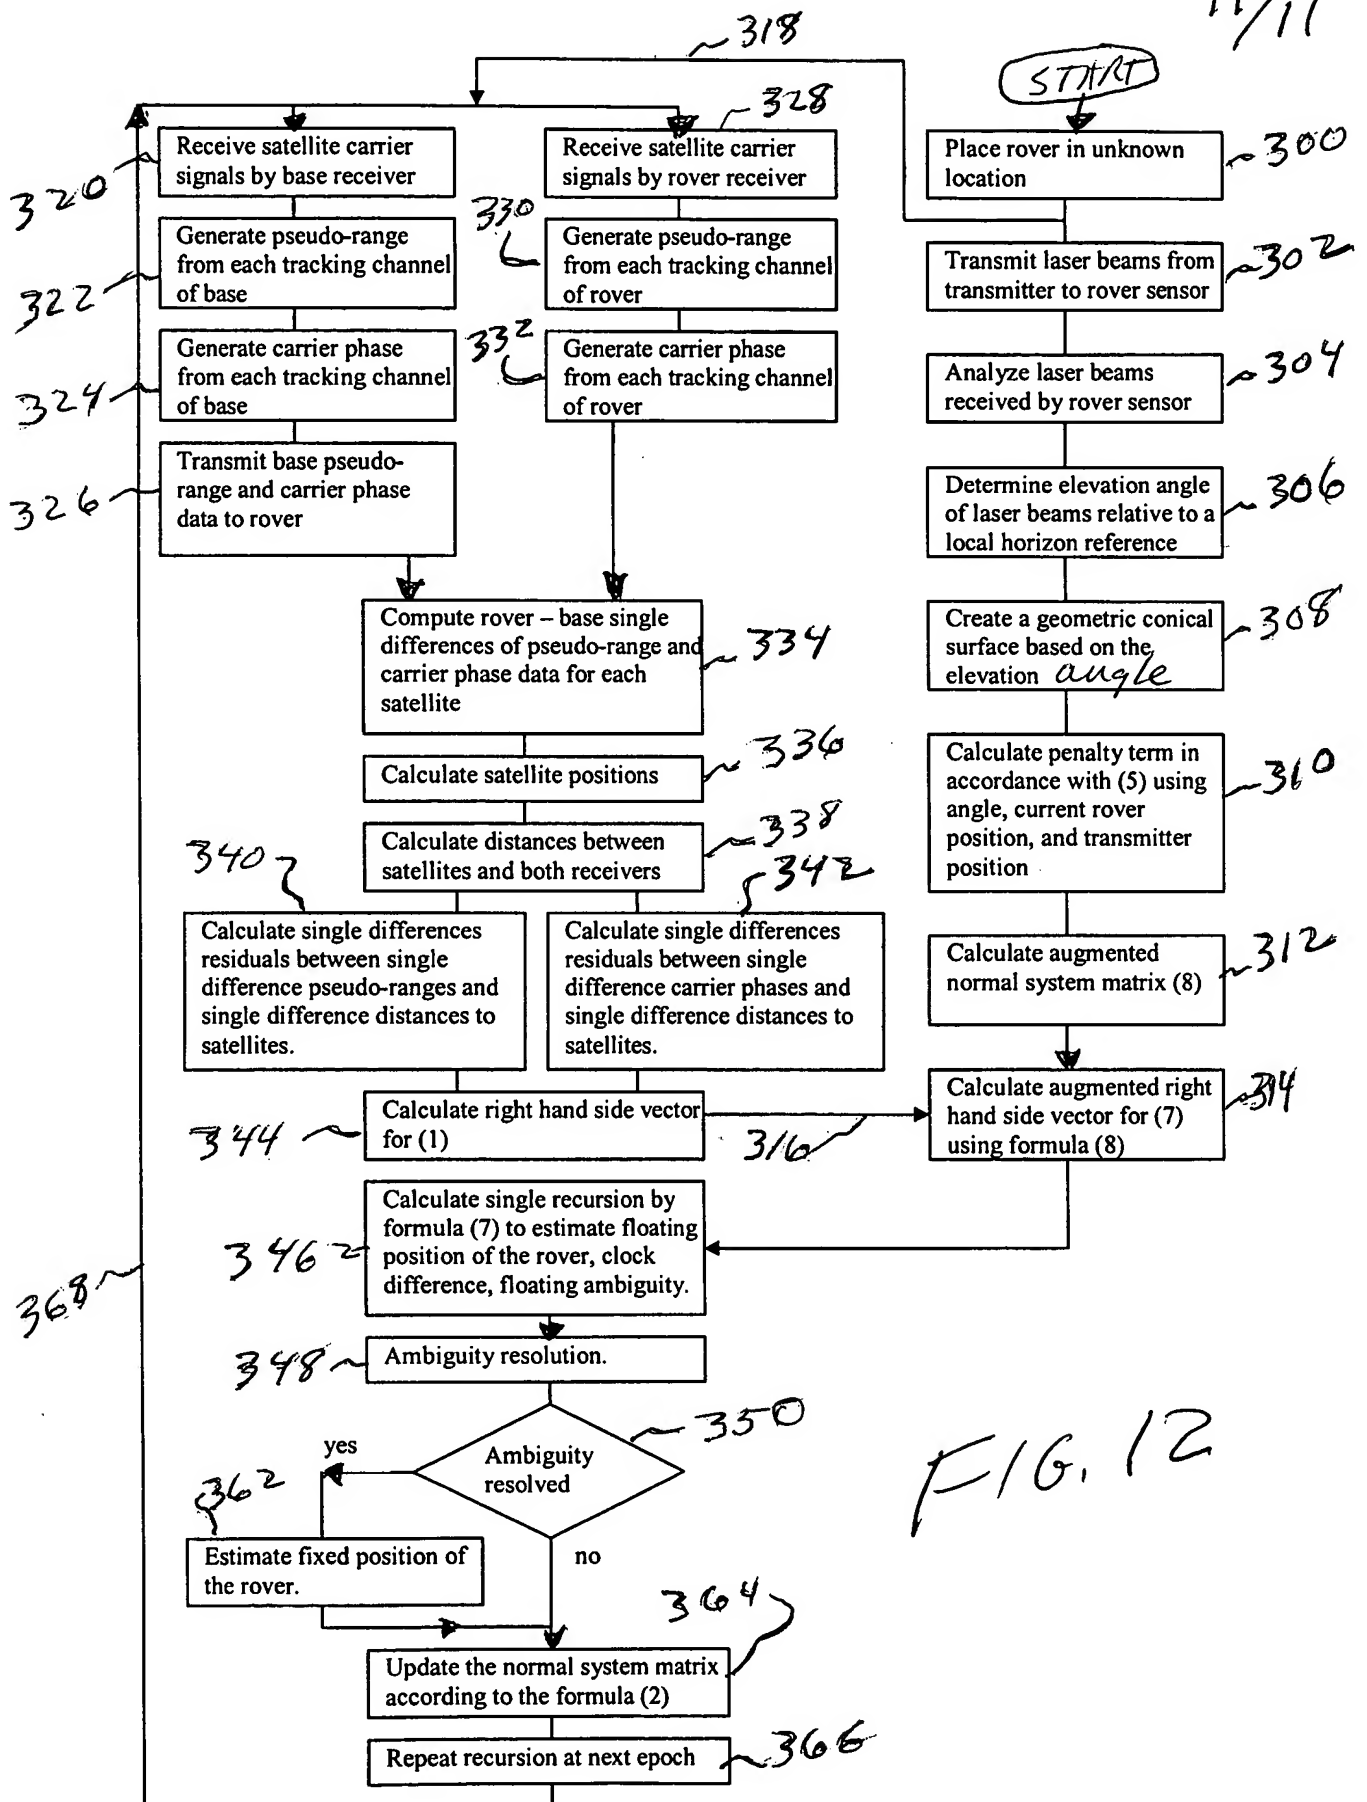 11/11
318
START
328
Receive satellite carrier
signals by base receiver
320
Receive satellite carrier
signals by rover receiver
Place rover in unknown
location
300
330
Generate pseudo-range
from each tracking channel
of base
322
Generate pseudo-range
from each tracking channel
of rover
Transmit laser beams from
transmitter to rover sensor
302
332
Generate carrier phase
from each tracking channel
of base
324
Generate carrier phase
from each tracking channel
of rover
Analyze laser beams
received by rover sensor
304
Transmit base pseudo-
range and carrier phase
data to rover
326
Determine elevation angle
of laser beams relative to a
local horizon reference
306
Compute rover – base single
differences of pseudo-range and
carrier phase data for each
satellite
334
Create a geometric conical
surface based on the
elevation angle
308
Calculate satellite positions
336
Calculate penalty term in
accordance with (5) using
angle, current rover
position, and transmitter
position
310
Calculate distances between
satellites and both receivers
338
340
342
Calculate single differences
residuals between single
difference pseudo-ranges and
single difference distances to
satellites.
Calculate single differences
residuals between single
difference carrier phases and
single difference distances to
satellites.
Calculate augmented
normal system matrix (8)
312
Calculate right hand side vector
for (1)
344
316
Calculate augmented right
hand side vector for (7)
using formula (8)
314
Calculate single recursion by
formula (7) to estimate floating
position of the rover, clock
difference, floating ambiguity.
346
368
Ambiguity resolution.
348
350
Ambiguity
resolved
yes
no
362
Estimate fixed position of
the rover.
364
Update the normal system matrix
according to the formula (2)
Repeat recursion at next epoch
366
FIG. 12